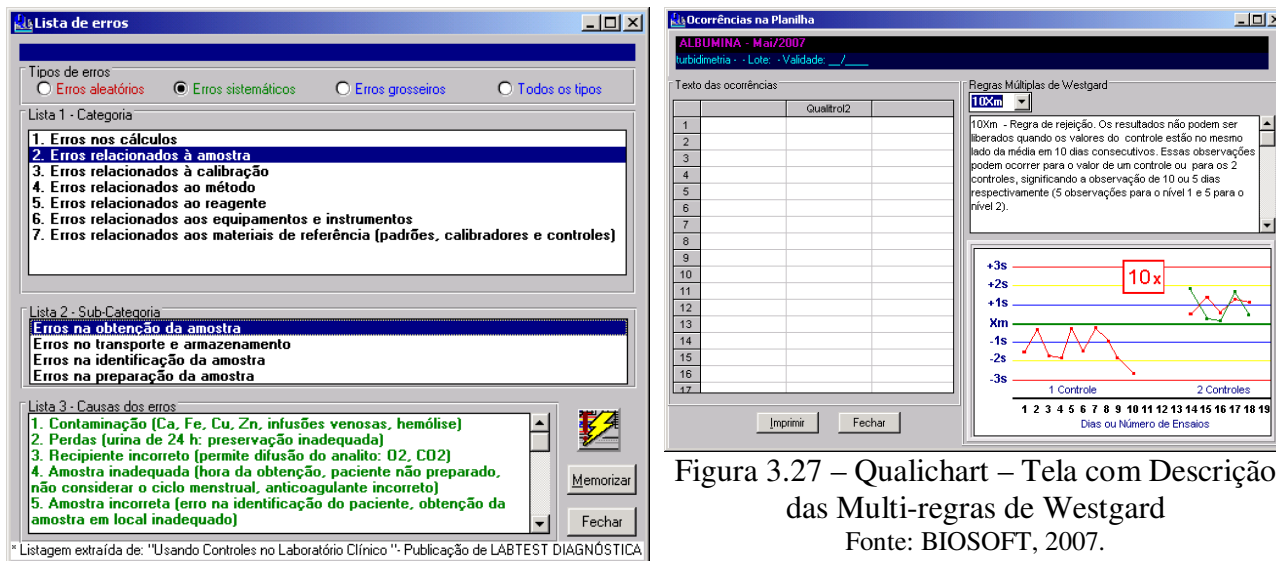 Lista de erros
Tipos de erros
Erros aleatórios Erros sistemáticos Erros grosseiros Todos os tipos
Lista 1 - Categoria
1. Erros nos cálculos
2. Erros relacionados à amostra
3. Erros relacionados à calibração
4. Erros relacionados ao método
5. Erros relacionados ao reagente
6. Erros relacionados aos equipamentos e instrumentos
7. Erros relacionados aos materiais de referência (padrões, calibradores e controles)
Lista 2 - Sub-Categoria
Erros na obtenção da amostra
Erros no transporte e armazenamento
Erros na identificação da amostra
Erros na preparação da amostra
Lista 3 - Causas dos erros
1. Contaminação (Ca, Fe, Cu, Zn, infusões venosas, hemólise)
2. Perdas (urina de 24 h: preservação inadequada)
3. Recipiente incorreto (permite difusão do analito: O2, CO2)
4. Amostra inadequada (hora da obtenção, paciente não preparado,
não considerar o ciclo menstrual, anticoagulante incorreto)
5. Amostra incorreta (erro na identificação do paciente, obtenção da
amostra em local inadequado)
Memorizar
Fechar
* Listagem extraída de: "Usando Controles no Laboratório Clínico "- Publicação de LABTEST DIAGNÓSTICA
Ocorrências na Planilha
ALBUMINA - Mai/2007
turbidimetria - - Lote: - Validade: __/____
Texto das ocorrências
Qualitrol2
1
2
3
4
5
6
7
8
9
10
11
12
13
14
15
16
17
Imprimir Fechar
Regras Múltiplas de Westgard
10Xm
10Xm - Regra de rejeição. Os resultados não podem ser
liberados quando os valores do controle estão no mesmo
lado da média em 10 dias consecutivos. Essas observações
podem ocorrer para o valor de um controle ou para os 2
controles, significando a observação de 10 ou 5 dias
respectivamente (5 observações para o nível 1 e 5 para o
nível 2).
10x
+3s
+2s
+1s
Xm
-1s
-2s
-3s
1 Controle 2 Controles
1 2 3 4 5 6 7 8 9 10 11 12 13 14 15 16 17 18 19
Dias ou Número de Ensaios
Figura 3.27 – Qualichart – Tela com Descrição
das Multi-regras de Westgard
Fonte: BIOSOFT, 2007.